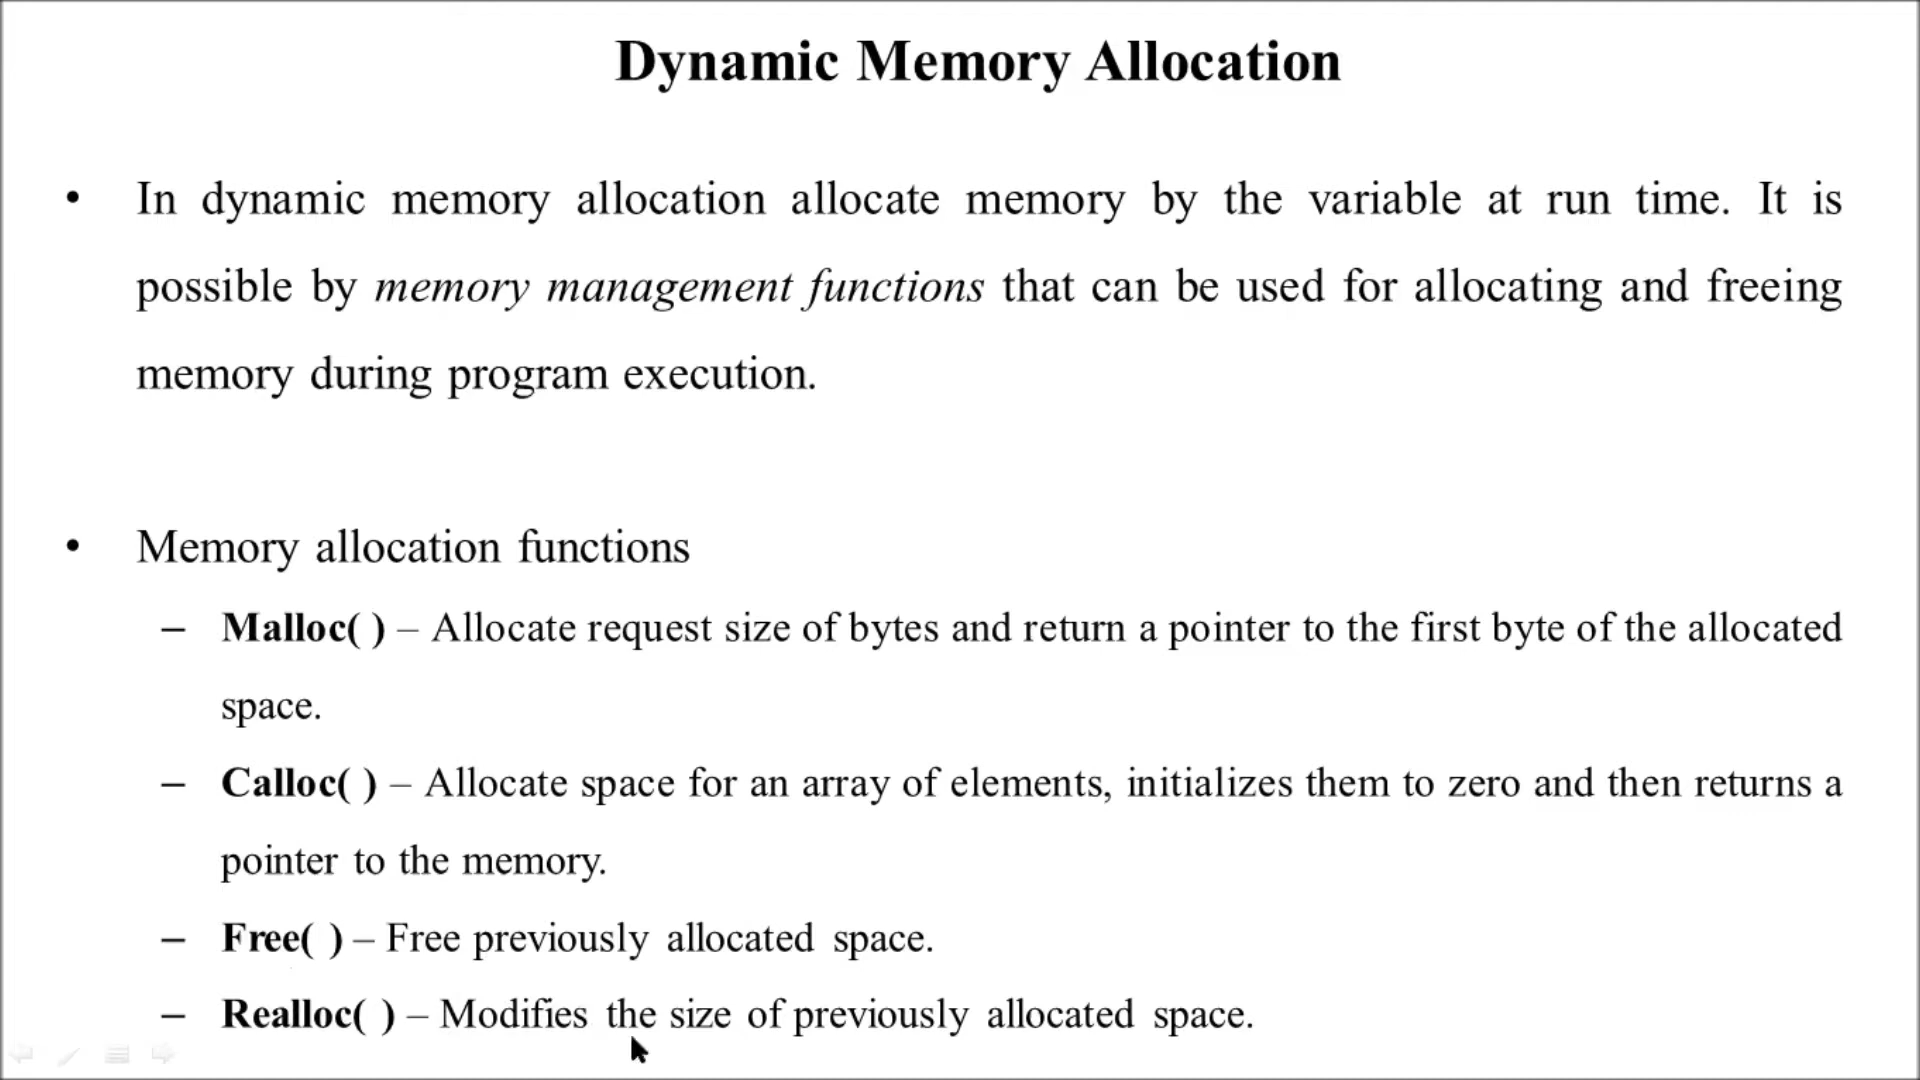 Dynamic Memory Allocation
• In dynamic memory allocation allocate memory by the variable at run time. It is
possible by memory management functions that can be used for allocating and freeing
memory during program execution.
• Memory allocation functions
– Malloc( ) – Allocate request size of bytes and return a pointer to the first byte of the allocated
space.
– Calloc( ) – Allocate space for an array of elements, initializes them to zero and then returns a
pointer to the memory.
– Free( ) – Free previously allocated space.
– Realloc( ) – Modifies the size of previously allocated space.